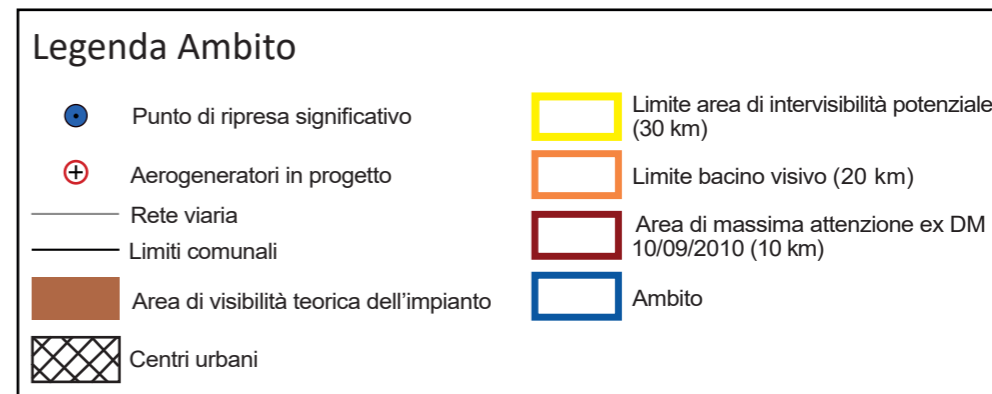 Legenda Ambito
Punto di ripresa significativo
Aerogeneratori in progetto
Rete viaria
Limiti comunali
Area di visibilità teorica dell'impianto
Centri urbani
Limite area di intervisibilità potenziale
(30 km)
Limite bacino visivo (20 km)
Area di massima attenzione ex DM
10/09/2010 (10 km)
Ambito